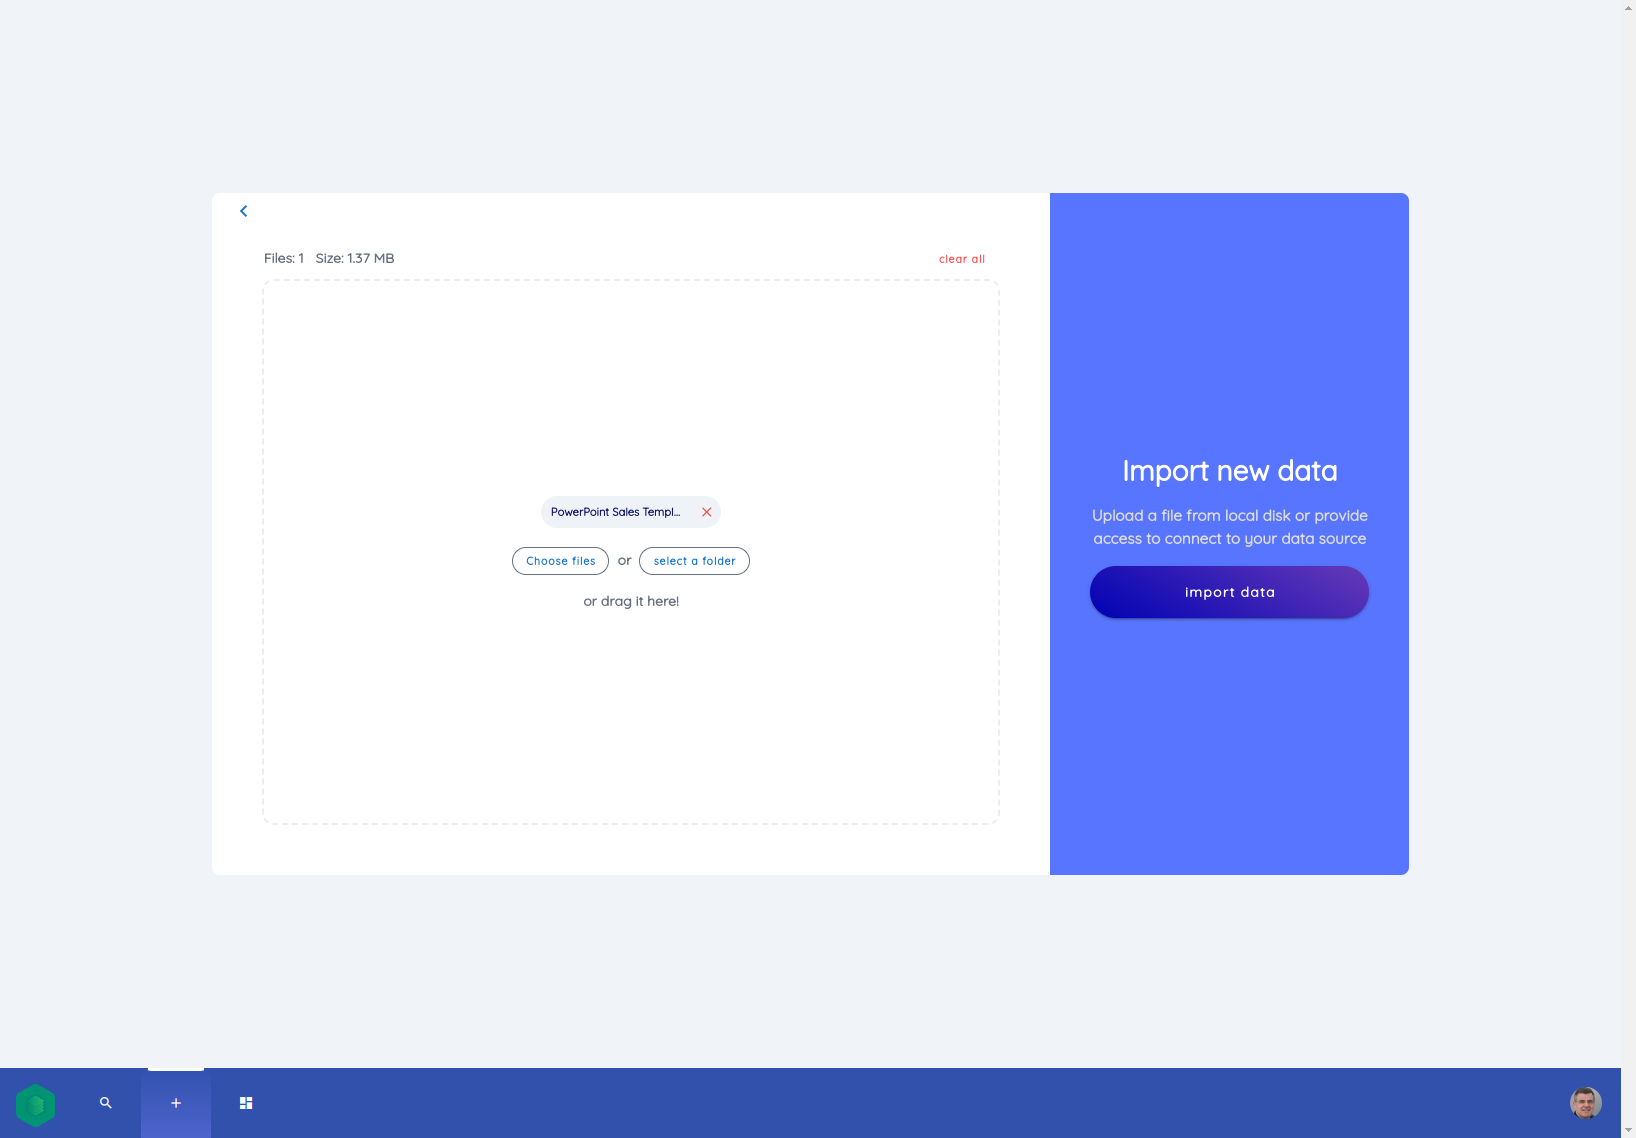 Files: 1 Size: 1.37 MB
clear all
PowerPoint Sales Templ...
Choose files or select a folder
or drag it here!
Import new data
Upload a file from local disk or provide
access to connect to your data source
import data